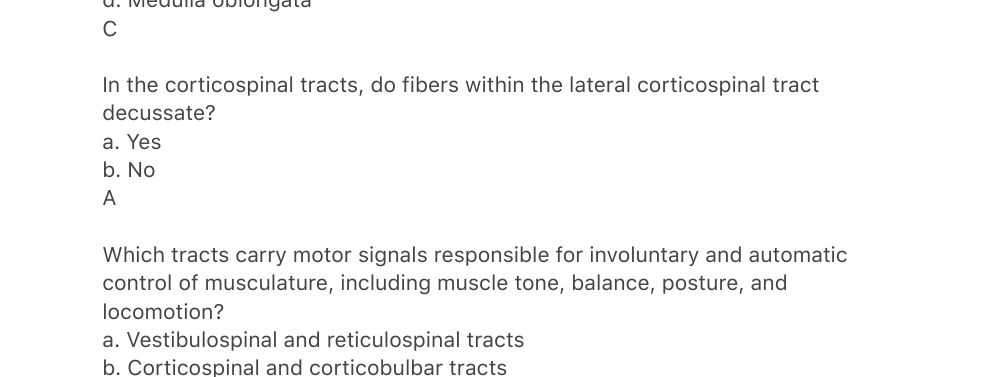 d. Medulla oblongata
C
In the corticospinal tracts, do fibers within the lateral corticospinal tract
decussate?
a. Yes
b. No
A
Which tracts carry motor signals responsible for involuntary and automatic
control of musculature, including muscle tone, balance, posture, and
locomotion?
a. Vestibulospinal and reticulospinal tracts
b. Corticospinal and corticobulbar tracts